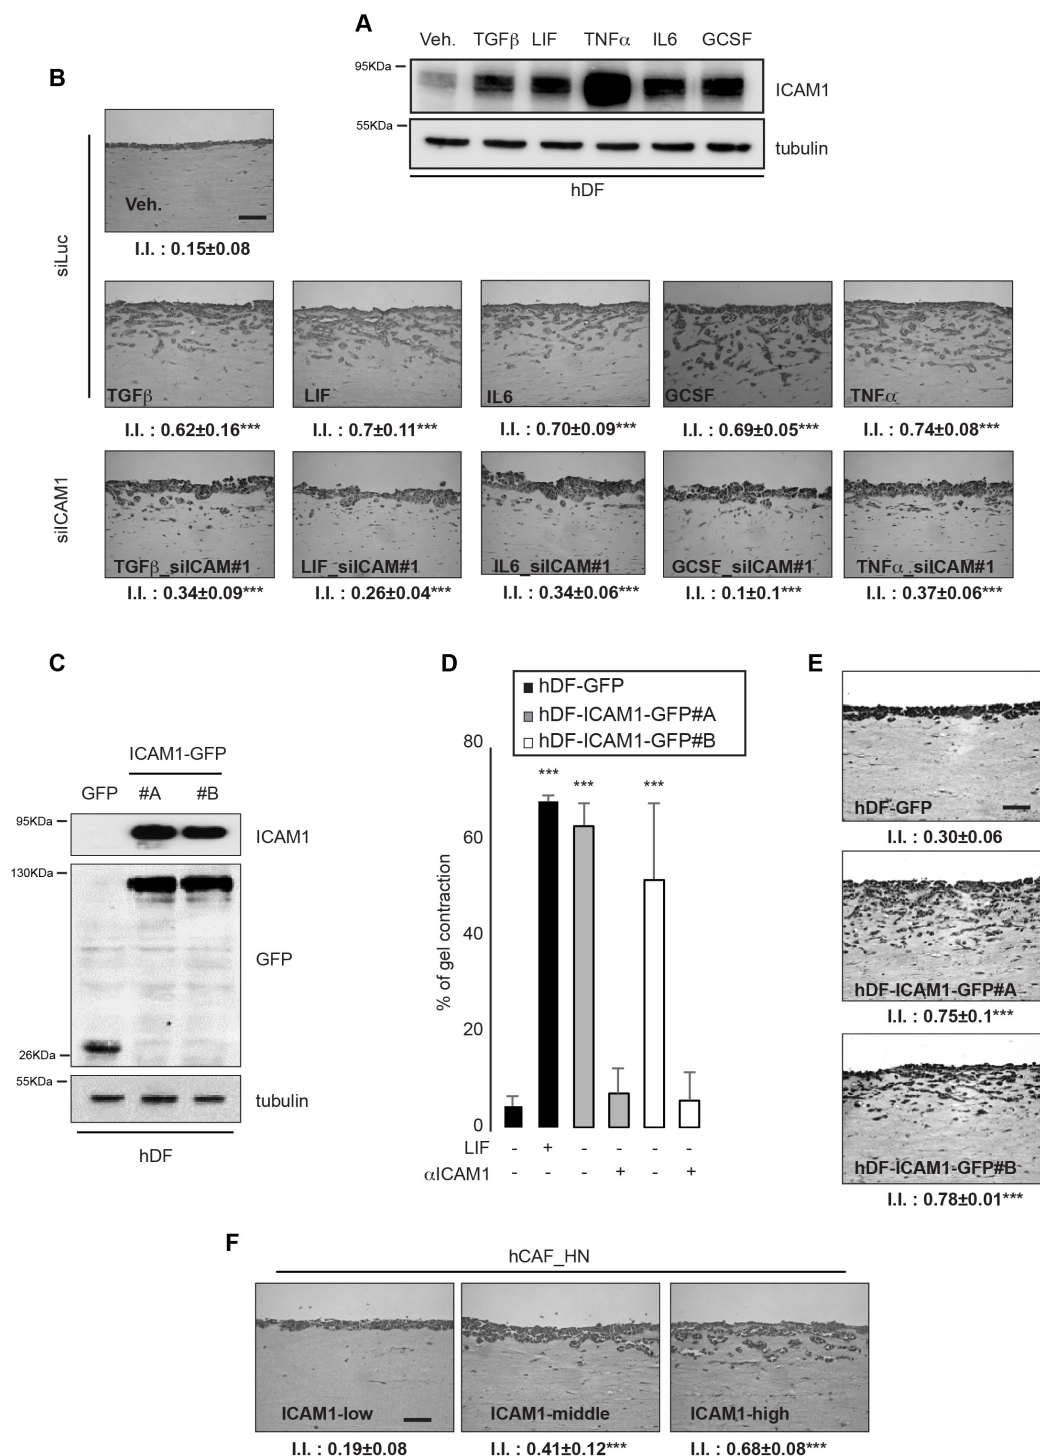 A
Veh. TGFβ LIF TNFα IL6 GCSF
95KDa
ICAM1
55KDa
tubulin
hDF
B
siLuc
Veh.
I.I. : 0.15±0.08
TGFβ LIF IL6 GCSF TNFα
I.I. : 0.62±0.16*** I.I. : 0.7±0.11*** I.I. : 0.70±0.09*** I.I. : 0.69±0.05*** I.I. : 0.74±0.08***
siICAM1
TGFβ_siICAM#1 LIF_siICAM#1 IL6_siICAM#1 GCSF_siICAM#1 TNFα_siICAM#1
I.I. : 0.34±0.09*** I.I. : 0.26±0.04*** I.I. : 0.34±0.06*** I.I. : 0.1±0.1*** I.I. : 0.37±0.06***
C
ICAM1-GFP
GFP #A #B
95KDa
ICAM1
130KDa
GFP
26KDa
55KDa
tubulin
hDF
D
hDF-GFP
hDF-ICAM1-GFP#A
hDF-ICAM1-GFP#B
% of gel contraction
80
60
40
20
0
*** *** ***
LIF - + - - - -
αICAM1 - - - + - +
E
hDF-GFP
I.I. : 0.30±0.06
hDF-ICAM1-GFP#A
I.I. : 0.75±0.1***
hDF-ICAM1-GFP#B
I.I. : 0.78±0.01***
F
hCAF_HN
ICAM1-low ICAM1-middle ICAM1-high
I.I. : 0.19±0.08 I.I. : 0.41±0.12*** I.I. : 0.68±0.08***